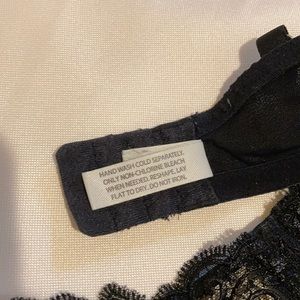 HAND WASH COLD SEPARATELY.
ONLY NON-CHLORINE BLEACH
WHEN NEEDED. RESHAPE, LAY
FLAT TO DRY. DO NOT IRON.